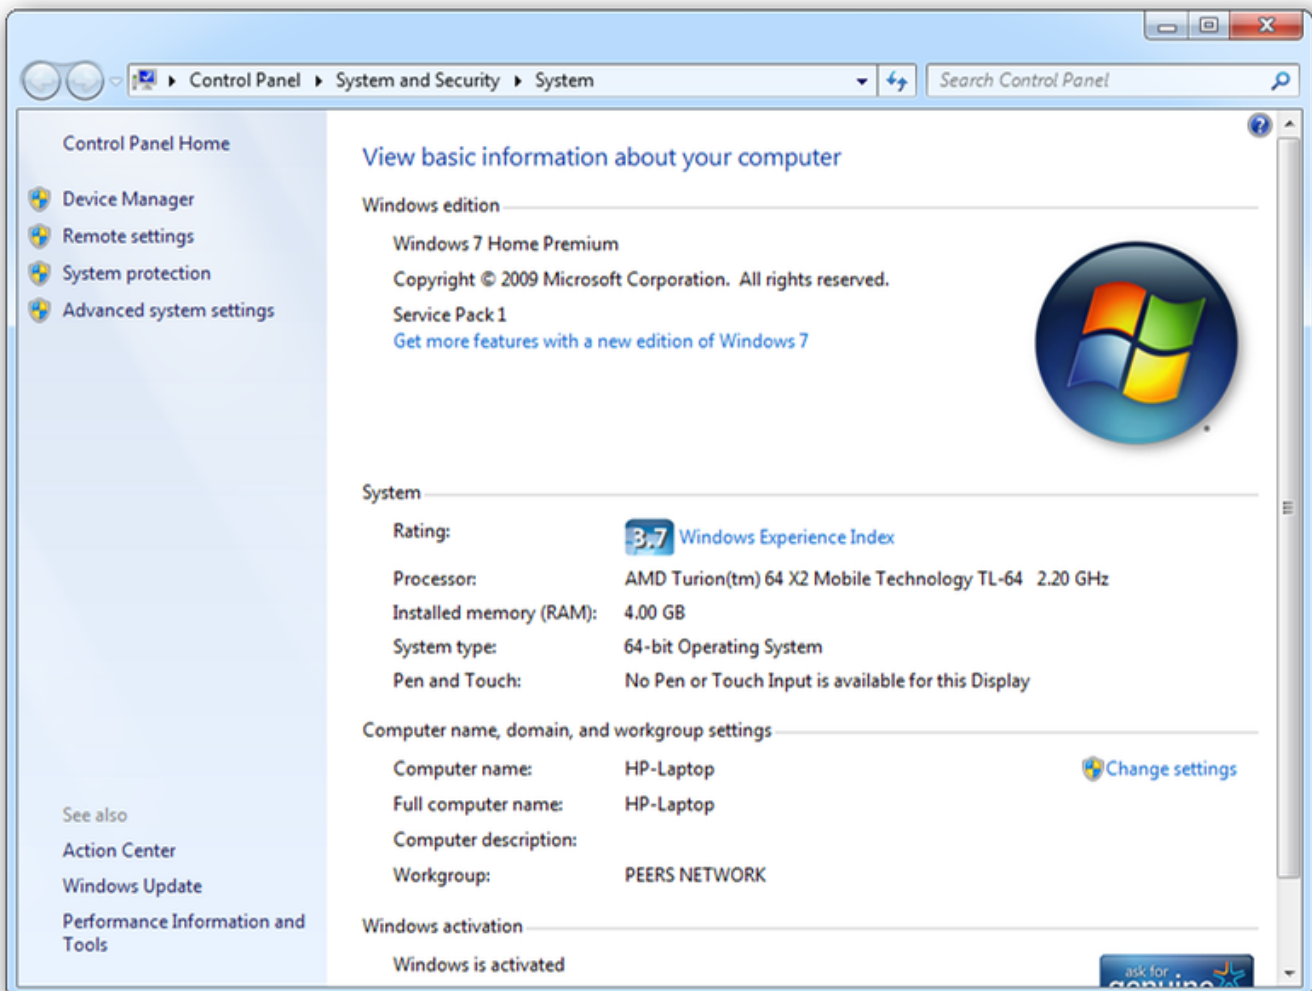 Control Panel ▸ System and Security ▸ System
Search Control Panel
Control Panel Home
Device Manager
Remote settings
System protection
Advanced system settings
See also
Action Center
Windows Update
Performance Information and
Tools
View basic information about your computer
Windows edition
Windows 7 Home Premium
Copyright © 2009 Microsoft Corporation. All rights reserved.
Service Pack 1
Get more features with a new edition of Windows 7
System
Rating: 3.7 Windows Experience Index
Processor: AMD Turion(tm) 64 X2 Mobile Technology TL-64 2.20 GHz
Installed memory (RAM): 4.00 GB
System type: 64-bit Operating System
Pen and Touch: No Pen or Touch Input is available for this Display
Computer name, domain, and workgroup settings
Computer name: HP-Laptop Change settings
Full computer name: HP-Laptop
Computer description:
Workgroup: PEERS NETWORK
Windows activation
Windows is activated
ask for
genuine